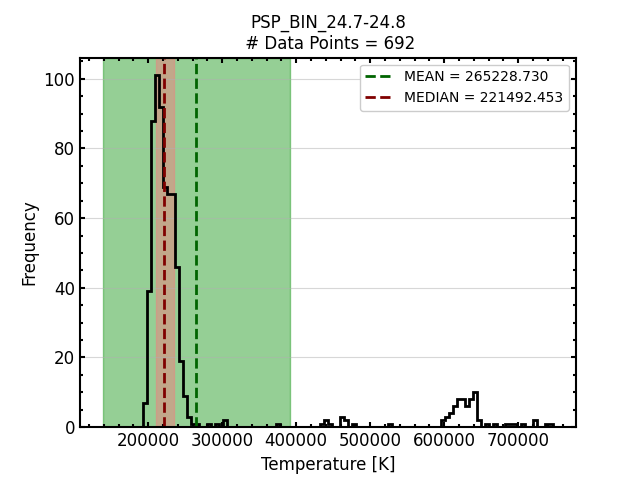 PSP_BIN_24.7-24.8
# Data Points = 692
MEAN = 265228.730
MEDIAN = 221492.453
Frequency
100
80
60
40
20
0
200000 300000 400000 500000 600000 700000
Temperature [K]